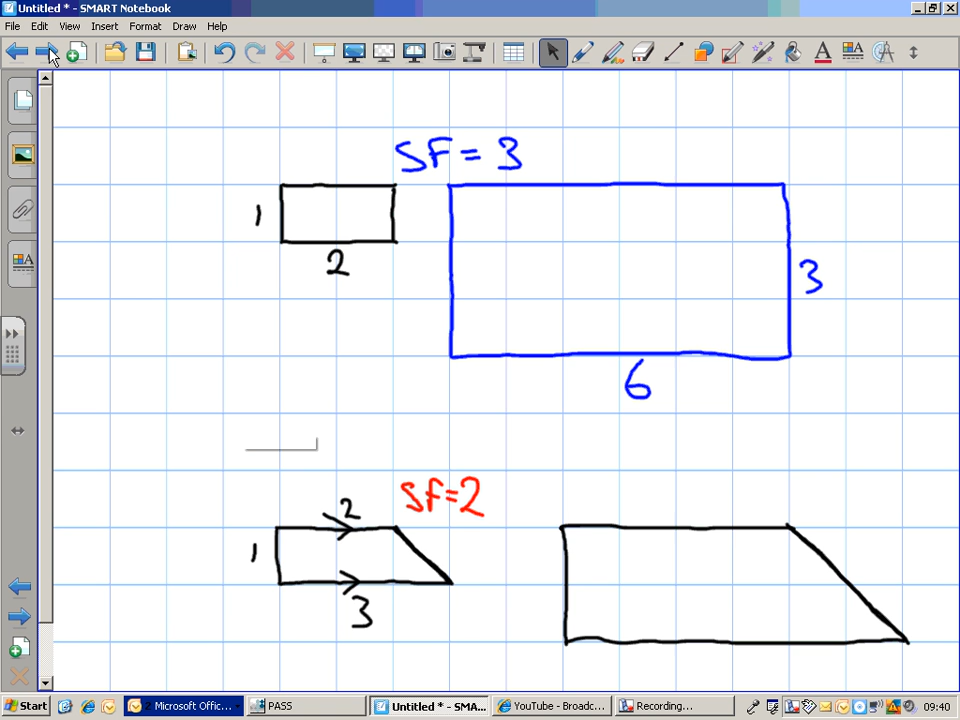 Untitled * - SMART Notebook
File Edit View Insert Format Draw Help
SF = 3
1
2
3
6
SF=2
2
1
3
Start
2 Microsoft Offic...
PASS
Untitled * - SMA...
YouTube - Broadc...
Recording...
09:40